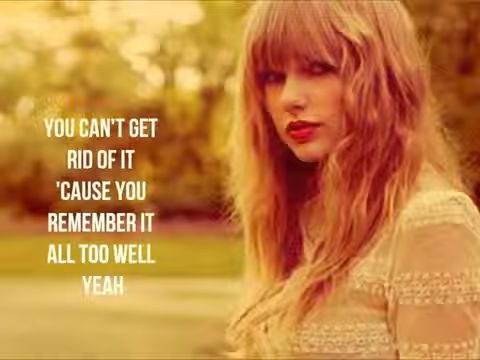 YOU CAN'T GET
RID OF IT
'CAUSE YOU
REMEMBER IT
ALL TOO WELL
YEAH